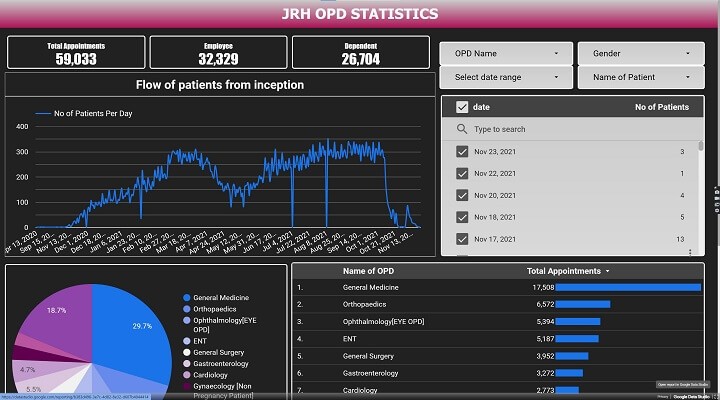 JRH OPD STATISTICS
Total Appointments
59,033
Employee
32,329
Dependent
26,704
OPD Name
Gender
Select date range
Name of Patient
Flow of patients from inception
No of Patients Per Day
400
300
200
100
0
Sep 15, 20...
Nov 13, 20...
Dec 1, 2020
Dec 18, 20...
Jan 6, 2021
Jan 23, 20...
Feb 10, 20...
Feb 27, 20...
Mar 18, 20...
Apr 7, 2021
Apr 24, 2021
May 12, 20...
May 31, 20...
Jun 17, 20...
Jul 4, 2021
Jul 22, 2021
Aug 8, 2021
Aug 25, 20...
Sep 14, 20...
Oct 1, 2021
Oct 21, 2021
Nov 13, 20...
date
No of Patients
Type to search
Nov 23, 2021 3
Nov 22, 2021 1
Nov 20, 2021 4
Nov 18, 2021 5
Nov 17, 2021 13
18.7%
29.7%
4.7%
5.5%
General Medicine
Orthopaedics
Ophthalmology[EYE
OPD]
ENT
General Surgery
Gastroenterology
Cardiology
Gynaecology [Non
Pregnancy Patient]
Name of OPD Total Appointments
1. General Medicine 17,508
2. Orthopaedics 6,572
3. Ophthalmology[EYE OPD] 5,394
4. ENT 5,187
5. General Surgery 3,952
6. Gastroenterology 3,272
7. Cardiology 2,773
Open report in Google Data Studio
Privacy
Google Data Studio